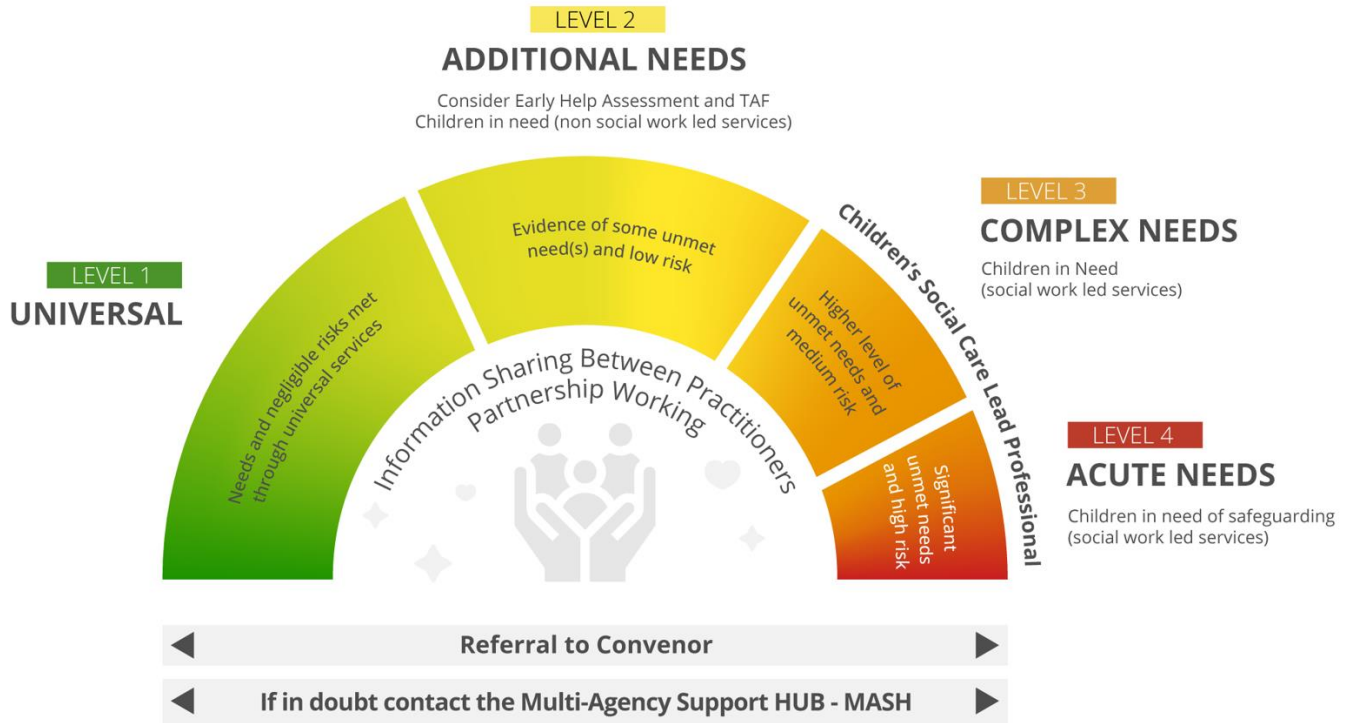 LEVEL 2
ADDITIONAL NEEDS
Consider Early Help Assessment and TAF
Children in need (non social work led services)
LEVEL 1
UNIVERSAL
LEVEL 3
COMPLEX NEEDS
Children in Need
(social work led services)
LEVEL 4
ACUTE NEEDS
Children in need of safeguarding
(social work led services)
Needs and negligible risks met
through universal services
Evidence of some unmet
need(s) and low risk
Higher level of
unmet needs and
medium risk
Significant
unmet needs
and high risk
Children's Social Care Lead Professional
Information Sharing Between Practitioners
Partnership Working
Referral to Convenor
If in doubt contact the Multi-Agency Support HUB - MASH